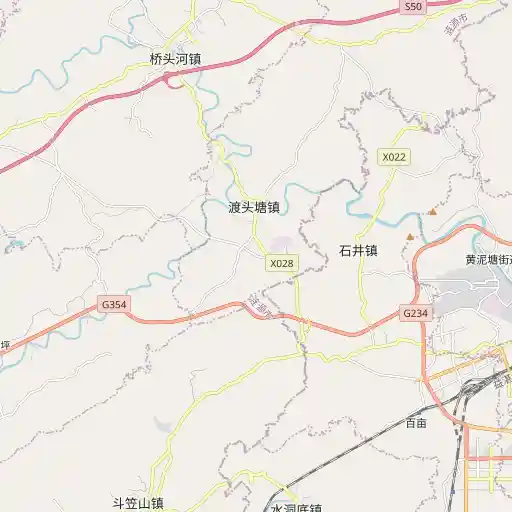 S50
涟源市
桥头河镇
X022
渡头塘镇
石井镇
黄泥塘街道
X028
G354
涟源市
G234
坪
百亩
斗笠山镇
水洞底镇